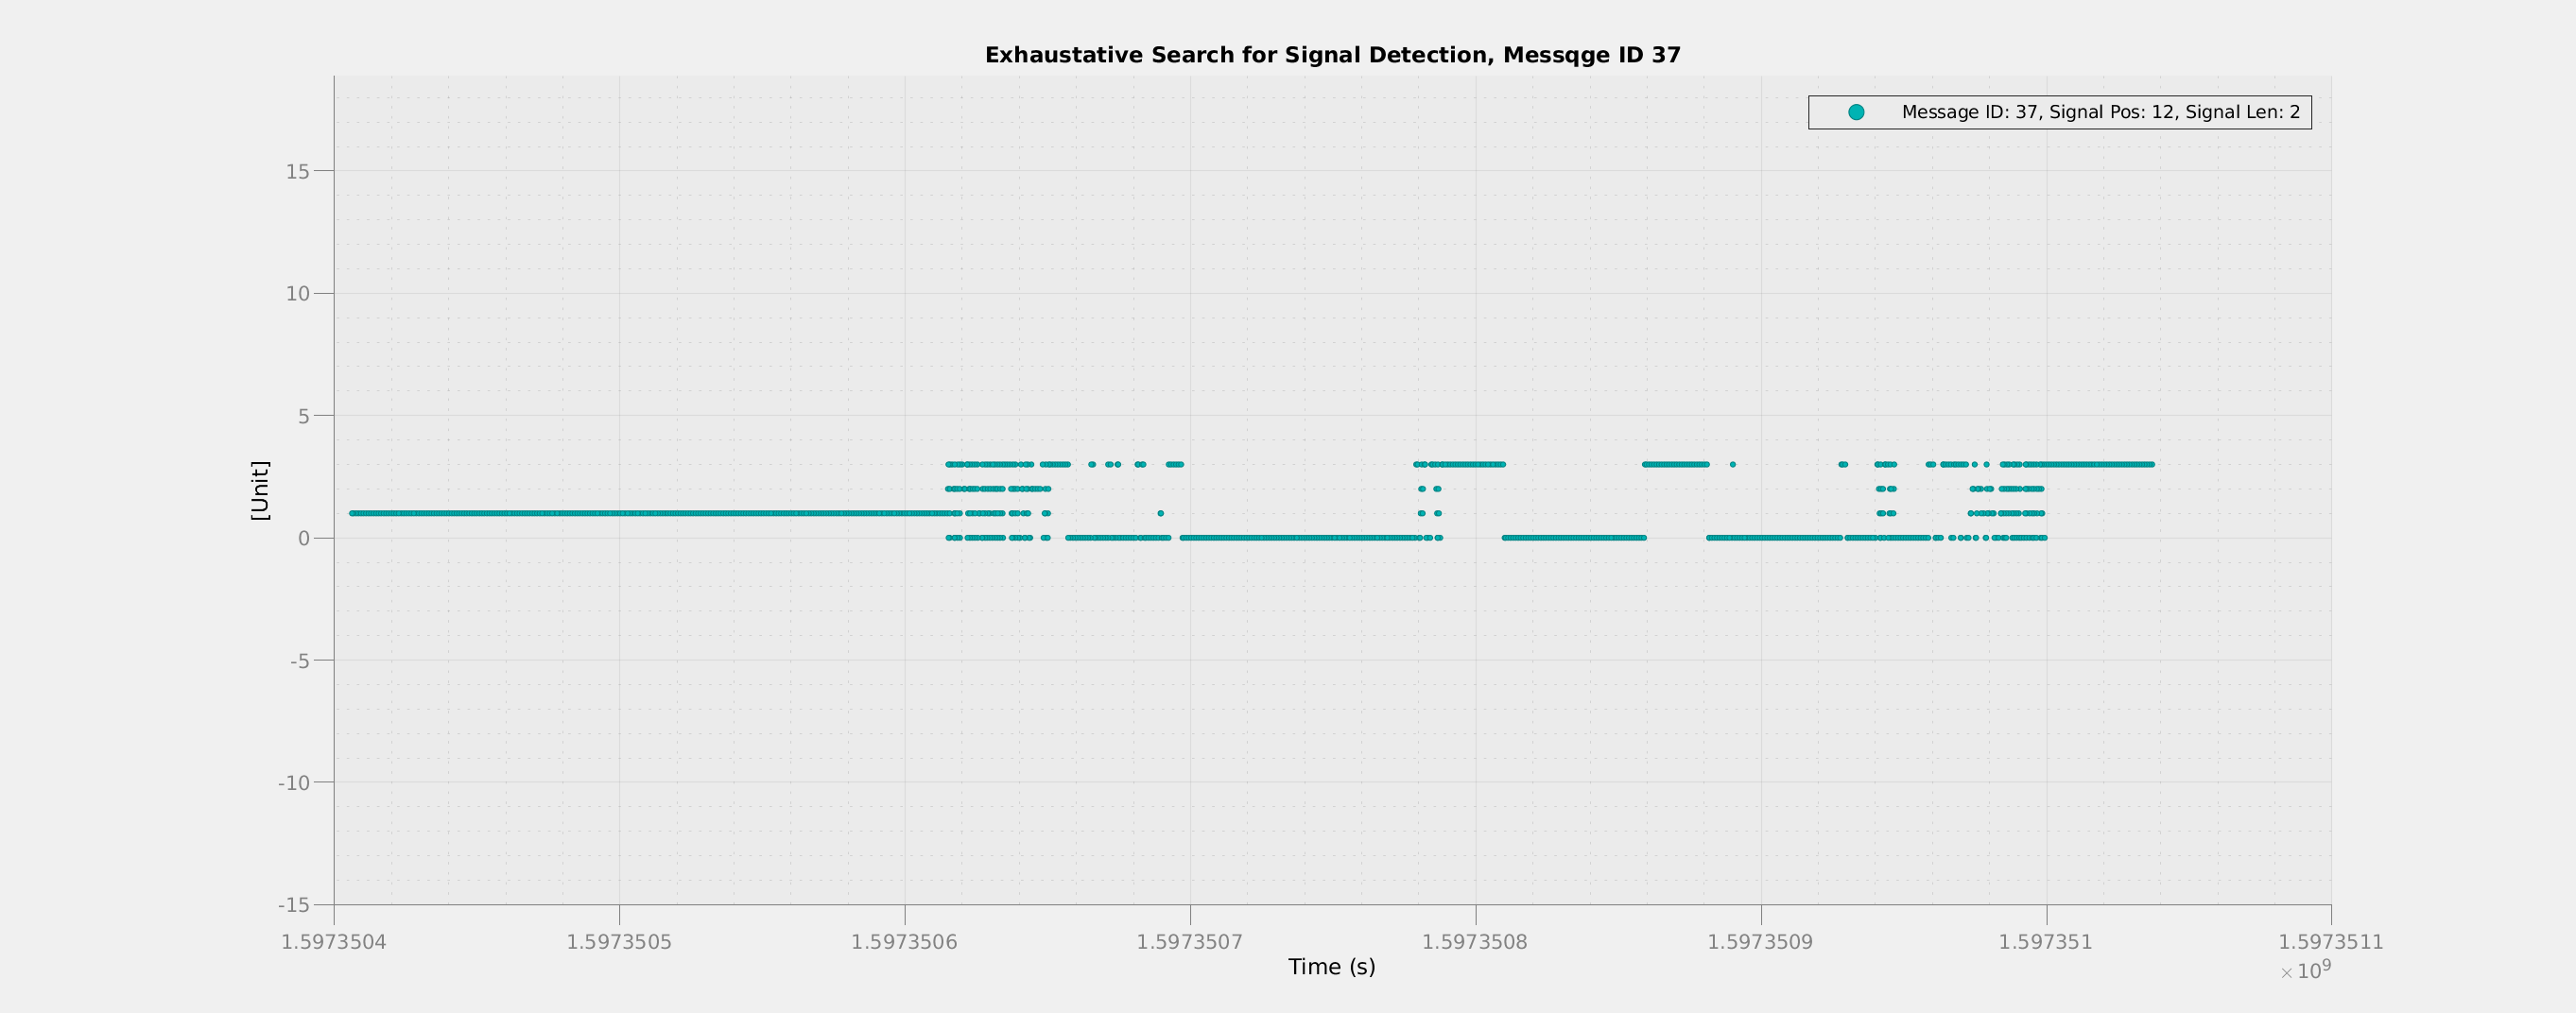 Exhaustative Search for Signal Detection, Messqge ID 37
Message ID: 37, Signal Pos: 12, Signal Len: 2
15
10
5
0
-5
-10
-15
[Unit]
1.5973504 1.5973505 1.5973506 1.5973507 1.5973508 1.5973509 1.597351 1.5973511
Time (s)
×10⁹